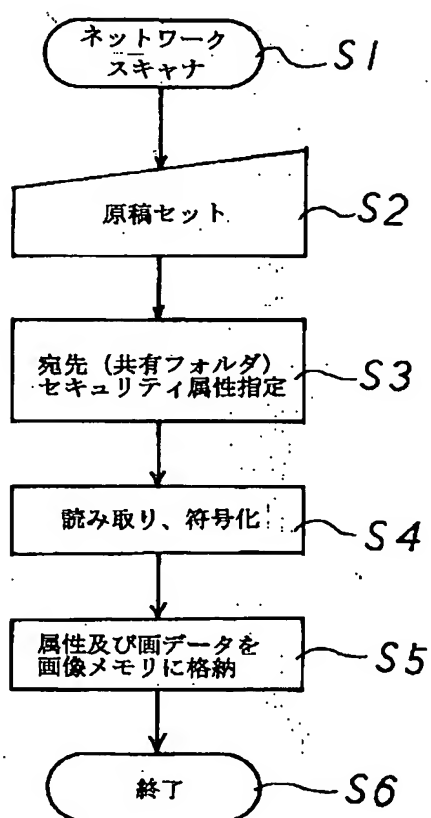 ネットワーク
スキャナ
S1
原稿セット
S2
宛先(共有フォルダ)
セキュリティ属性指定
S3
読み取り、符号化
S4
属性及び画データを
画像メモリに格納
S5
終了
S6